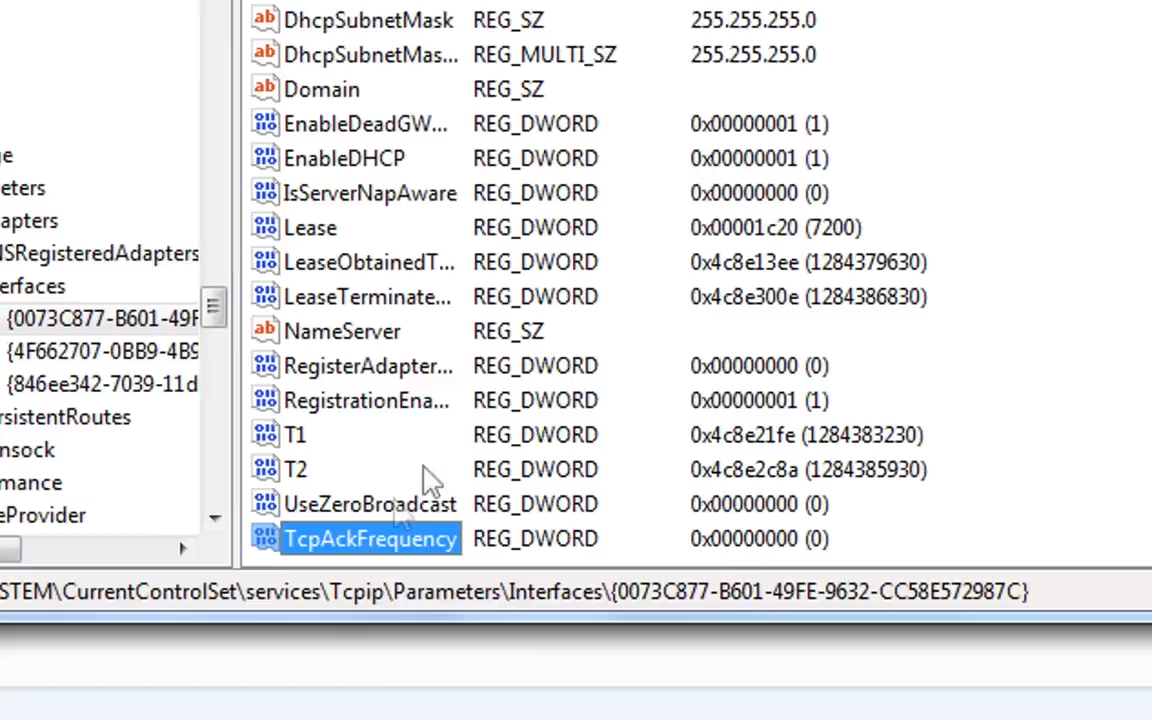 DhcpSubnetMask REG_SZ 255.255.255.0
DhcpSubnetMas... REG_MULTI_SZ 255.255.255.0
Domain REG_SZ
EnableDeadGW... REG_DWORD 0x00000001 (1)
EnableDHCP REG_DWORD 0x00000001 (1)
IsServerNapAware REG_DWORD 0x00000000 (0)
Lease REG_DWORD 0x00001c20 (7200)
LeaseObtainedT... REG_DWORD 0x4c8e13ee (1284379630)
LeaseTerminate... REG_DWORD 0x4c8e300e (1284386830)
NameServer REG_SZ
RegisterAdapter... REG_DWORD 0x00000000 (0)
RegistrationEna... REG_DWORD 0x00000001 (1)
T1 REG_DWORD 0x4c8e21fe (1284383230)
T2 REG_DWORD 0x4c8e2c8a (1284385930)
UseZeroBroadcast REG_DWORD 0x00000000 (0)
TcpAckFrequency REG_DWORD 0x00000000 (0)
e
eters
apters
NSRegisteredAdapters
erfaces
{0073C877-B601-49F
{4F662707-0BB9-4B9
{846ee342-7039-11d
rsistentRoutes
nsock
mance
eProvider
STEM\CurrentControlSet\services\Tcpip\Parameters\Interfaces\{0073C877-B601-49FE-9632-CC58E572987C}